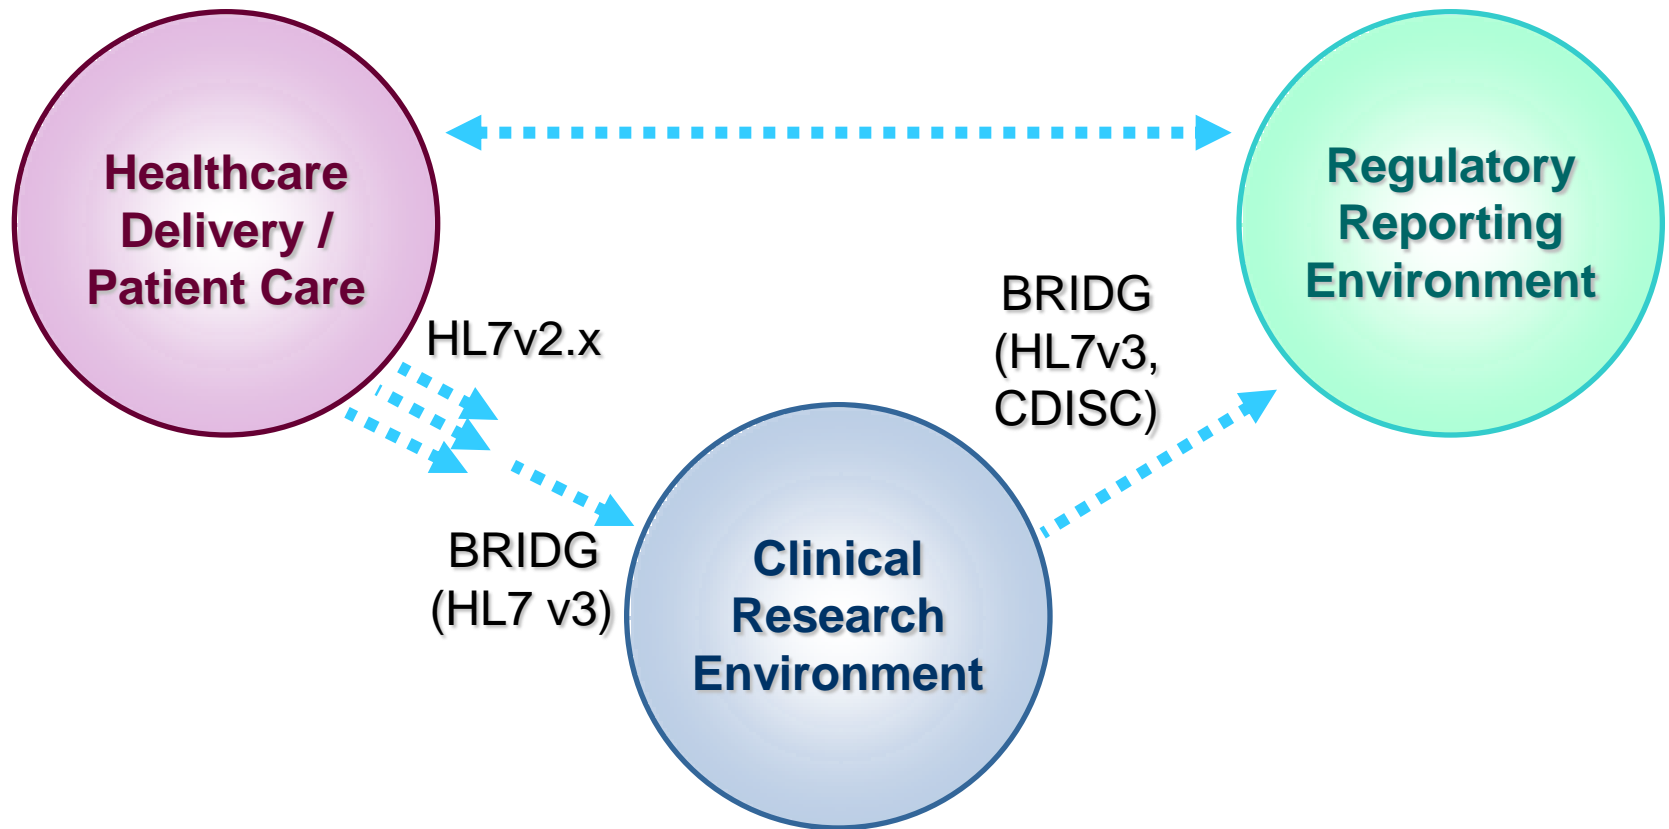 Healthcare
Delivery /
Patient Care
Regulatory
Reporting
Environment
HL7v2.x
BRIDG
(HL7v3,
CDISC)
BRIDG
(HL7 v3)
Clinical
Research
Environment